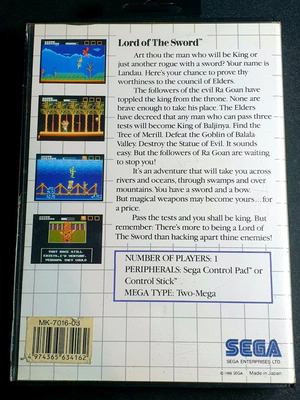 Lord of The Sword™
Art thou the man who will be King or
just another rogue with a sword? Your name is
Landau. Here's your chance to prove thy
worthiness to the council of Elders.
The followers of the evil Ra Goan have
toppled the king from the throne. None are
brave enough to take his place. The Elders
have decreed that any man who can pass three
tests will become King of Baljinya. Find the
Tree of Merill. Defeat the Goblin of Balala
Valley. Destroy the Statue of Evil. It sounds
easy. But the followers of Ra Goan are waiting
to stop you!
It's an adventure that will take you across
rivers and oceans, through swamps and over
mountains. You have a sword and a bow.
But magical weapons may become yours...for
a price.
Pass the tests and you shall be king. But
remember: There's more to being a Lord of
The Sword than hacking apart thine enemies!
NUMBER OF PLAYERS: 1
PERIPHERALS: Sega Control Pad™ or
Control Stick™
MEGA TYPE: Two-Mega
MK-7016-03
4974365634162
SEGA
SEGA ENTERPRISES LTD.
© 1988 SEGA Made in Japan